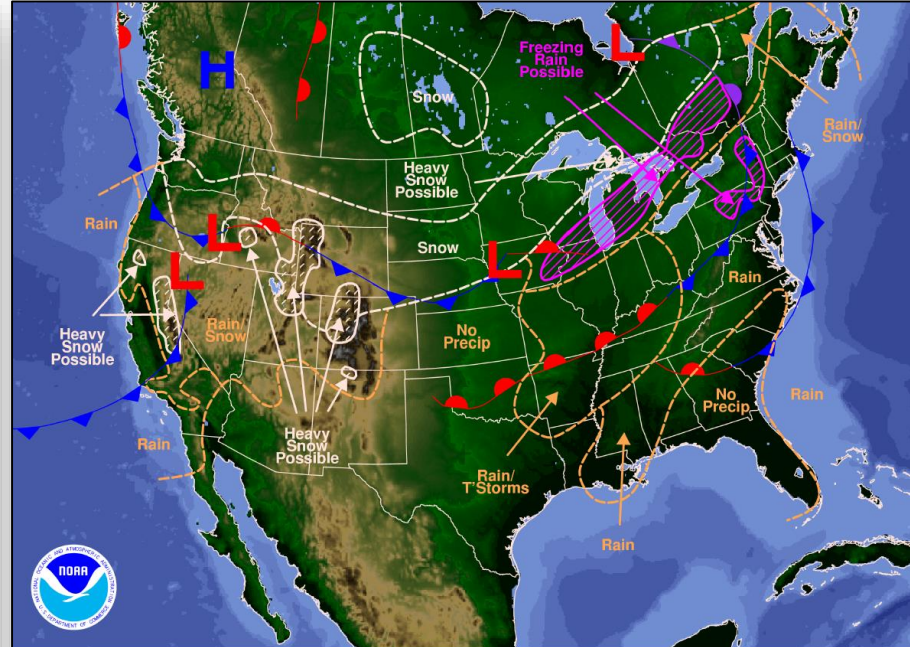 Freezing
Rain
Possible
L
H
Snow
Rain/
Snow
Heavy
Snow
Possible
Rain
L
Snow
L
L
Rain
Heavy
Snow
Possible
Rain/
Snow
No
Precip
No
Precip
Rain
Rain
Heavy
Snow
Possible
Rain/
T'Storms
Rain
NOAA
NATIONAL OCEANIC AND ATMOSPHERIC ADMINISTRATION
U.S. DEPARTMENT OF COMMERCE